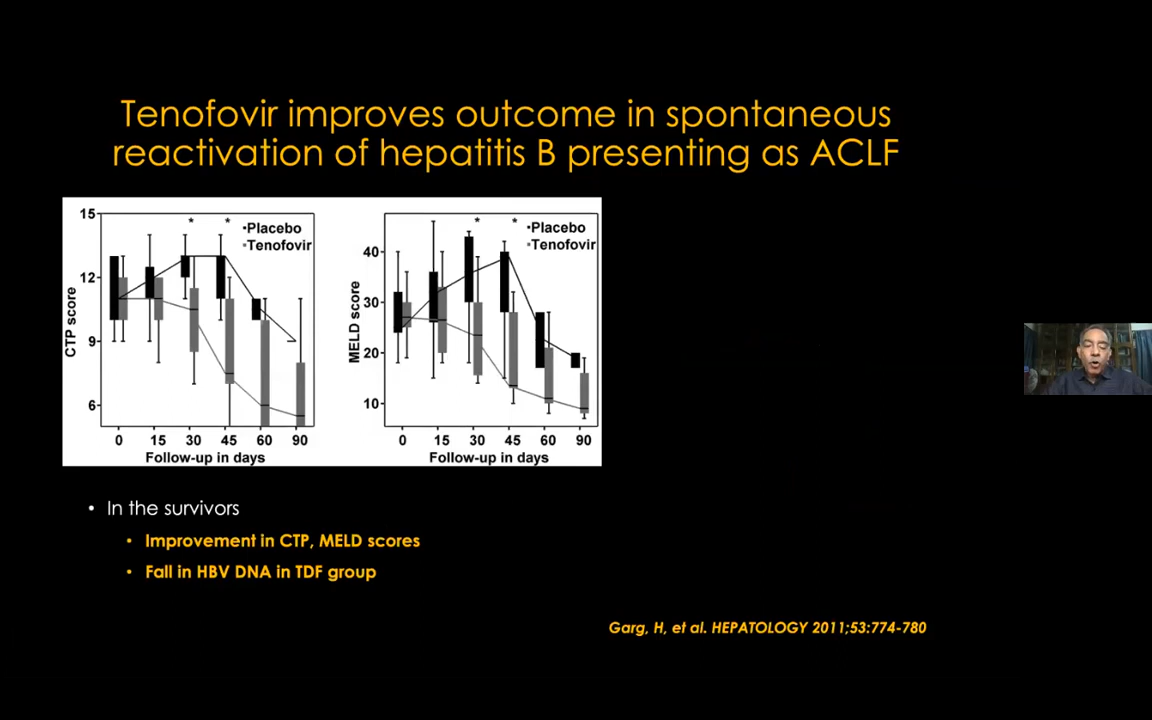 Tenofovir improves outcome in spontaneous
reactivation of hepatitis B presenting as ACLF
15
12
9
6
CTP score
* *
•Placebo
▪Tenofovir
0 15 30 45 60 90
Follow-up in days
40
30
20
10
MELD score
* *
•Placebo
▪Tenofovir
0 15 30 45 60 90
Follow-up in days
• In the survivors
• Improvement in CTP, MELD scores
• Fall in HBV DNA in TDF group
Garg, H, et al. HEPATOLOGY 2011;53:774-780